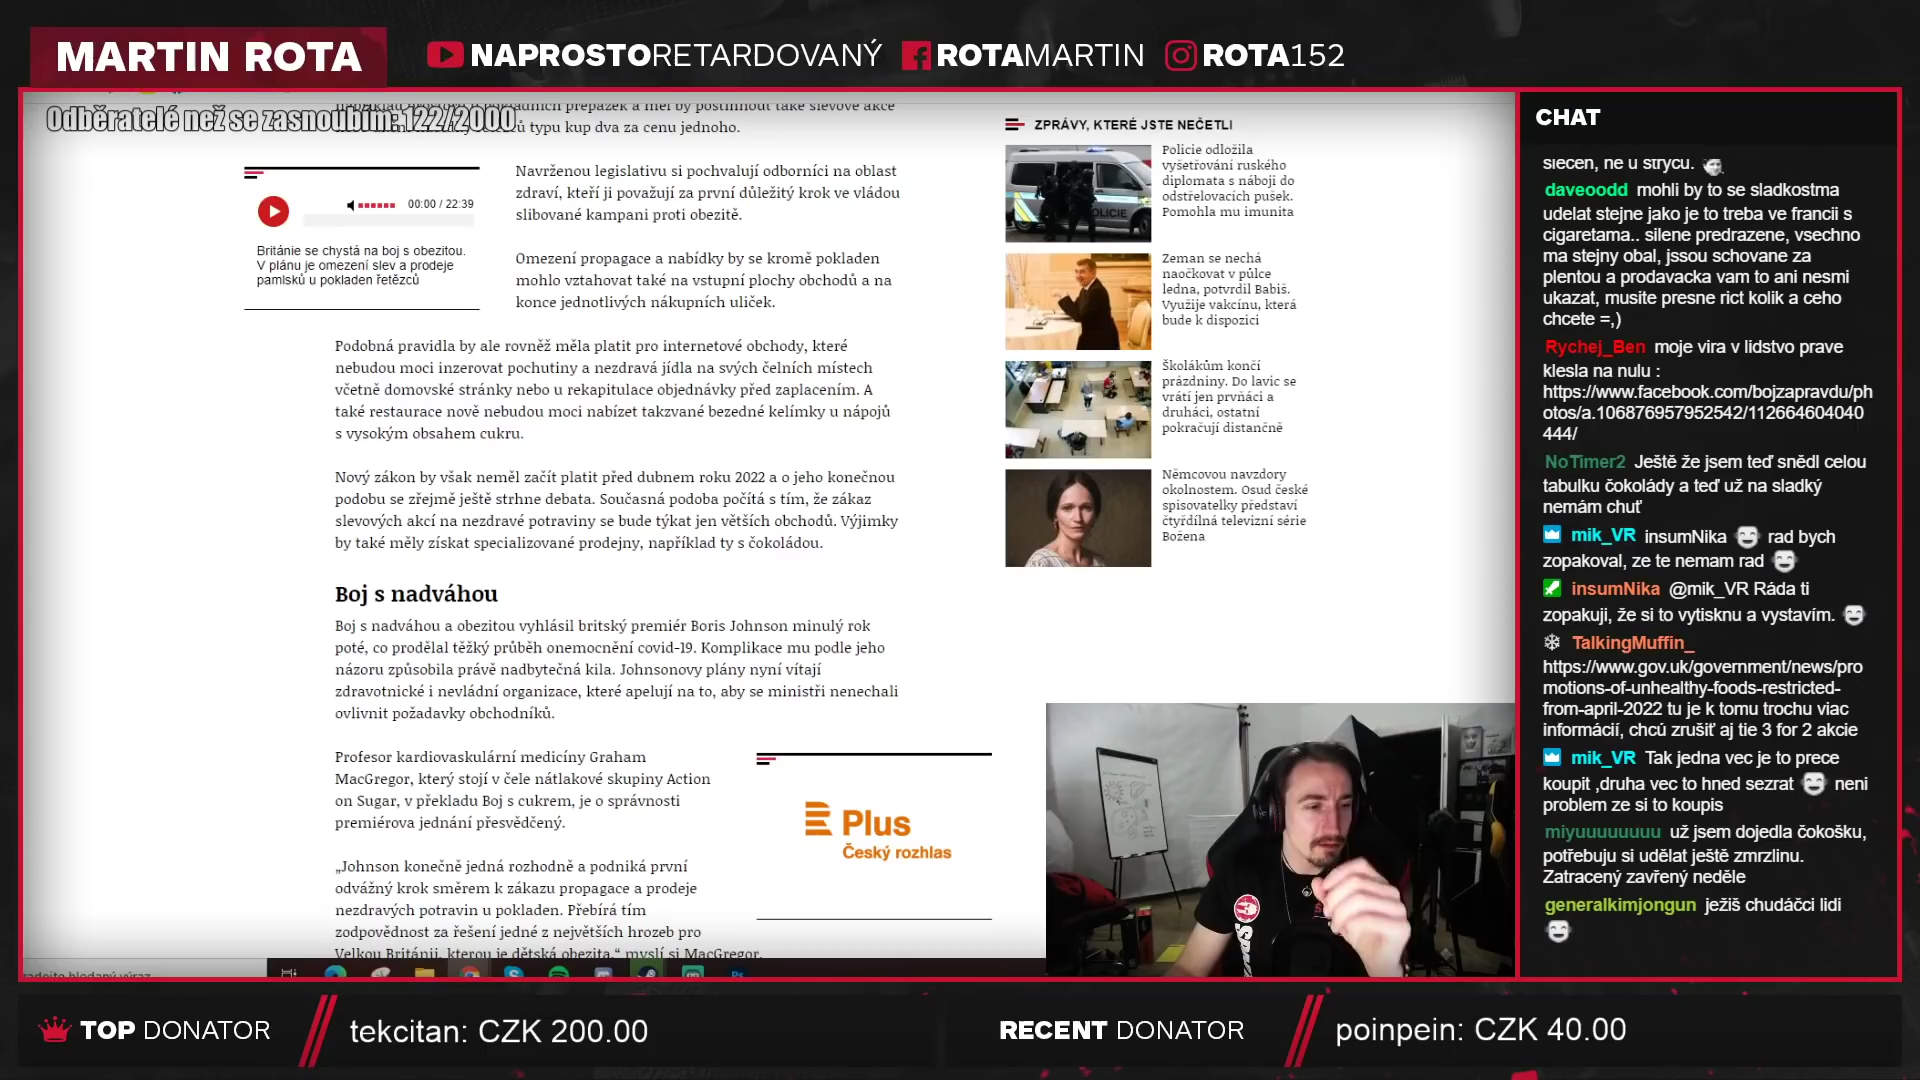 MARTIN ROTA
NAPROSTORETARDOVANÝ
ROTAMARTIN
ROTA152
Odběratelé než se zasnoubím: 122/2000
prepážek a měl by postihnout také slevové akce
typu kup dva za cenu jednoho.
00:00 / 22:39
Británie se chystá na boj s obezitou.
V plánu je omezení slev a prodeje
pamlsků u pokladen řetězců
Navrženou legislativu si pochvalují odborníci na oblast
zdraví, kteří ji považují za první důležitý krok ve vládou
slibované kampani proti obezitě.
Omezení propagace a nabídky by se kromě pokladen
mohlo vztahovat také na vstupní plochy obchodů a na
konce jednotlivých nákupních uliček.
Podobná pravidla by ale rovněž měla platit pro internetové obchody, které
nebudou moci inzerovat pochutiny a nezdravá jídla na svých čelních místech
včetně domovské stránky nebo u rekapitulace objednávky před zaplacením. A
také restaurace nově nebudou moci nabízet takzvané bezedné kelímky u nápojů
s vysokým obsahem cukru.
Nový zákon by však neměl začít platit před dubnem roku 2022 a o jeho konečnou
podobu se zřejmě ještě strhne debata. Současná podoba počítá s tím, že zákaz
slevových akcí na nezdravé potraviny se bude týkat jen větších obchodů. Výjimky
by také měly získat specializované prodejny, například ty s čokoládou.
Boj s nadváhou
Boj s nadváhou a obezitou vyhlásil britský premiér Boris Johnson minulý rok
poté, co prodělal těžký průběh onemocnění covid-19. Komplikace mu podle jeho
názoru způsobila právě nadbytečná kila. Johnsonovy plány nyní vítají
zdravotnické i nevládní organizace, které apelují na to, aby se ministři nenechali
ovlivnit požadavky obchodníků.
Profesor kardiovaskulární medicíny Graham
MacGregor, který stojí v čele nátlakové skupiny Action
on Sugar, v překladu Boj s cukrem, je o správnosti
premiérova jednání přesvědčený.
„Johnson konečně jedná rozhodně a podniká první
odvážný krok směrem k zákazu propagace a prodeje
nezdravých potravin u pokladen. Přebírá tím
zodpovědnost za řešení jedné z největších hrozeb pro
Velkou Británii, kterou je dětská obezita,“ myslí si MacGregor.
Plus
Český rozhlas
ZPRÁVY, KTERÉ JSTE NEČETLI
Policie odložila
vyšetřování ruského
diplomata s náboji do
odstřelovacích pušek.
Pomohla mu imunita
POLICIE
Zeman se nechá
naočkovat v půlce
ledna, potvrdil Babiš.
Využije vakcínu, která
bude k dispozici
Školákům končí
prázdniny. Do lavic se
vrátí jen prvňáci a
druháci, ostatní
pokračují distančně
Němcovou navzdory
okolnostem. Osud české
spisovatelky představí
čtyřdílná televizní série
Božena
CHAT
slecen, ne u strycu.
daveoodd mohli by to se sladkostma
udelat stejne jako je to treba ve francii s
cigaretama.. silene predrazene, vsechno
ma stejny obal, jssou schovane za
plentou a prodavacka vam to ani nesmi
ukazat, musite presne rict kolik a ceho
chcete =,)
Rychej_Ben moje vira v lidstvo prave
klesla na nulu :
https://www.facebook.com/bojzapravdu/ph
otos/a.106876957952542/112664604040
444/
NoTimer2 Ještě že jsem teď snědl celou
tabulku čokolády a teď už na sladký
nemám chuť
mik_VR insumNika rad bych
zopakoval, ze te nemam rad
insumNika @mik_VR Ráda ti
zopakuji, že si to vytisknu a vystavím.
TalkingMuffin_
https://www.gov.uk/government/news/pro
motions-of-unhealthy-foods-restricted-
from-april-2022 tu je k tomu trochu viac
informácií, chcú zrušiť aj tie 3 for 2 akcie
mik_VR Tak jedna vec je to prece
koupit ,druha vec to hned sezrat neni
problem ze si to koupis
miyuuuuuuuu už jsem dojedla čokošku,
potřebuju si udělat ještě zmrzlinu.
Zatracený zavřený neděle
generalkimjongun ježiš chudáčci lidi
TOP DONATOR
tekcitan: CZK 200.00
RECENT DONATOR
poinpein: CZK 40.00